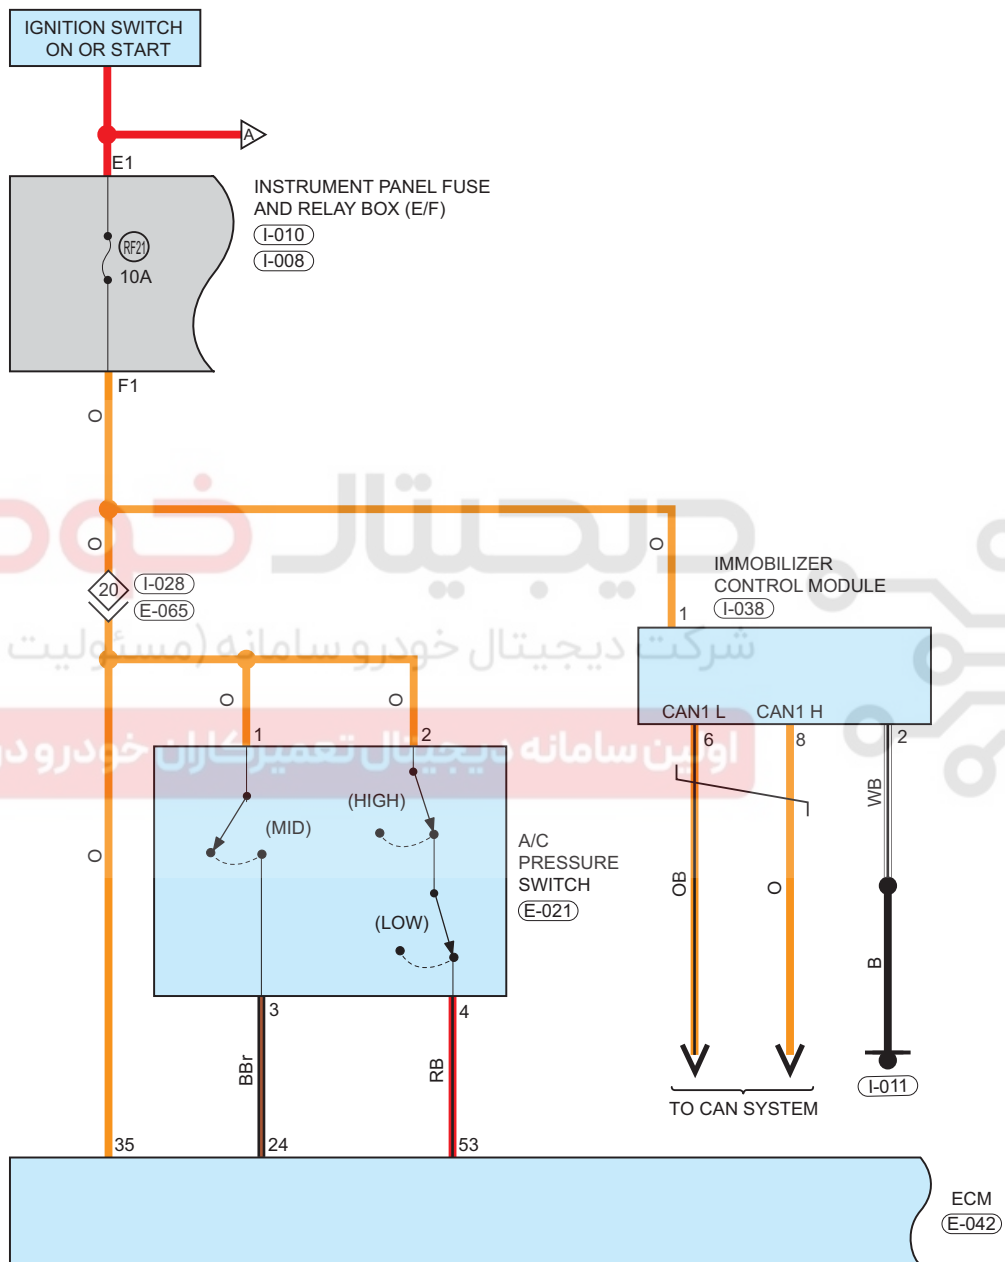 IGNITION SWITCH
ON OR START
A
E1
INSTRUMENT PANEL FUSE
AND RELAY BOX (E/F)
I-010
I-008
RF21
10A
F1
O
دیجیتال خود
O
O
20
I-028
E-065
IMMOBILIZER
CONTROL MODULE
I-038
1
شرکت دیجیتال خودرو سامانه (مسئولیت
O
O
CAN1 L
CAN1 H
اولین سامانه دیجیتال تعمیرکاران خودرو در
1
2
6
8
2
(HIGH)
(MID)
WB
A/C
PRESSURE
SWITCH
E-021
O
OB
O
(LOW)
B
3
4
BBr
RB
TO CAN SYSTEM
I-011
35
24
53
ECM
E-042